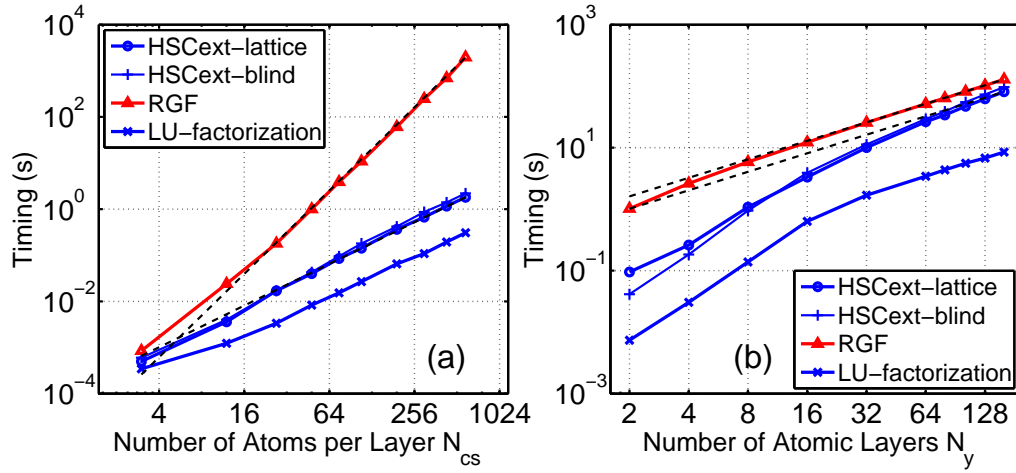 10^4
10^2
10^0
10^−2
10^−4
Timing (s)
HSCext−lattice
HSCext−blind
RGF
LU−factorization
(a)
4 16 64 256 1024
Number of Atoms per Layer N_cs
10^3
10^1
10^−1
10^−3
Timing (s)
(b)
HSCext−lattice
HSCext−blind
RGF
LU−factorization
2 4 8 16 32 64 128
Number of Atomic Layers N_y